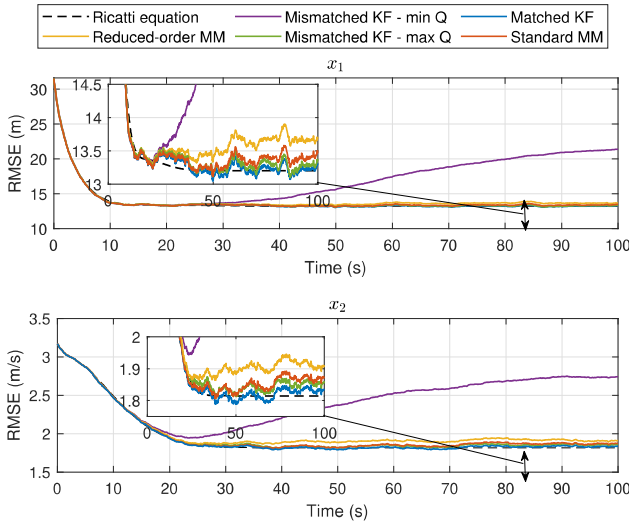 Ricatti equation Mismatched KF - min Q Matched KF
Reduced-order MM Mismatched KF - max Q Standard MM
x₁
RMSE (m)
30
25
20
15
10
14.5
14
13.5
13
0 50 100
0 10 20 30 40 50 60 70 80 90 100
Time (s)
x₂
RMSE (m/s)
3.5
3
2.5
2
1.5
2
1.9
1.8
0 50 100
0 10 20 30 40 50 60 70 80 90 100
Time (s)